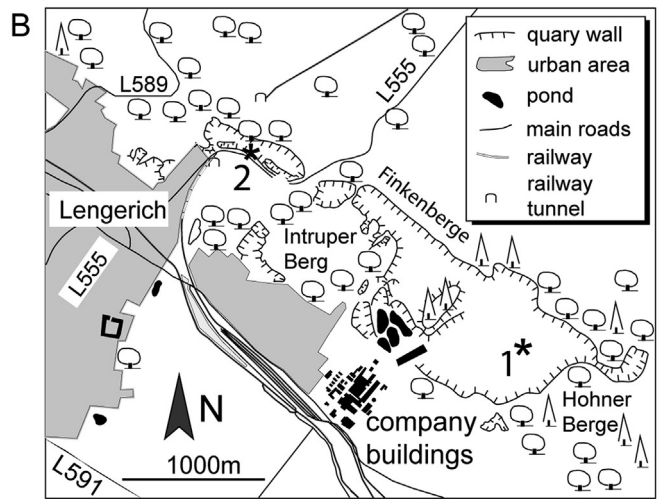 B
quary wall
urban area
pond
main roads
railway
railway
tunnel
L589
L555
2
Lengerich
Finkenberge
Intruper
Berg
L555
1
N
Hohner
Berge
company
buildings
1000m
L591